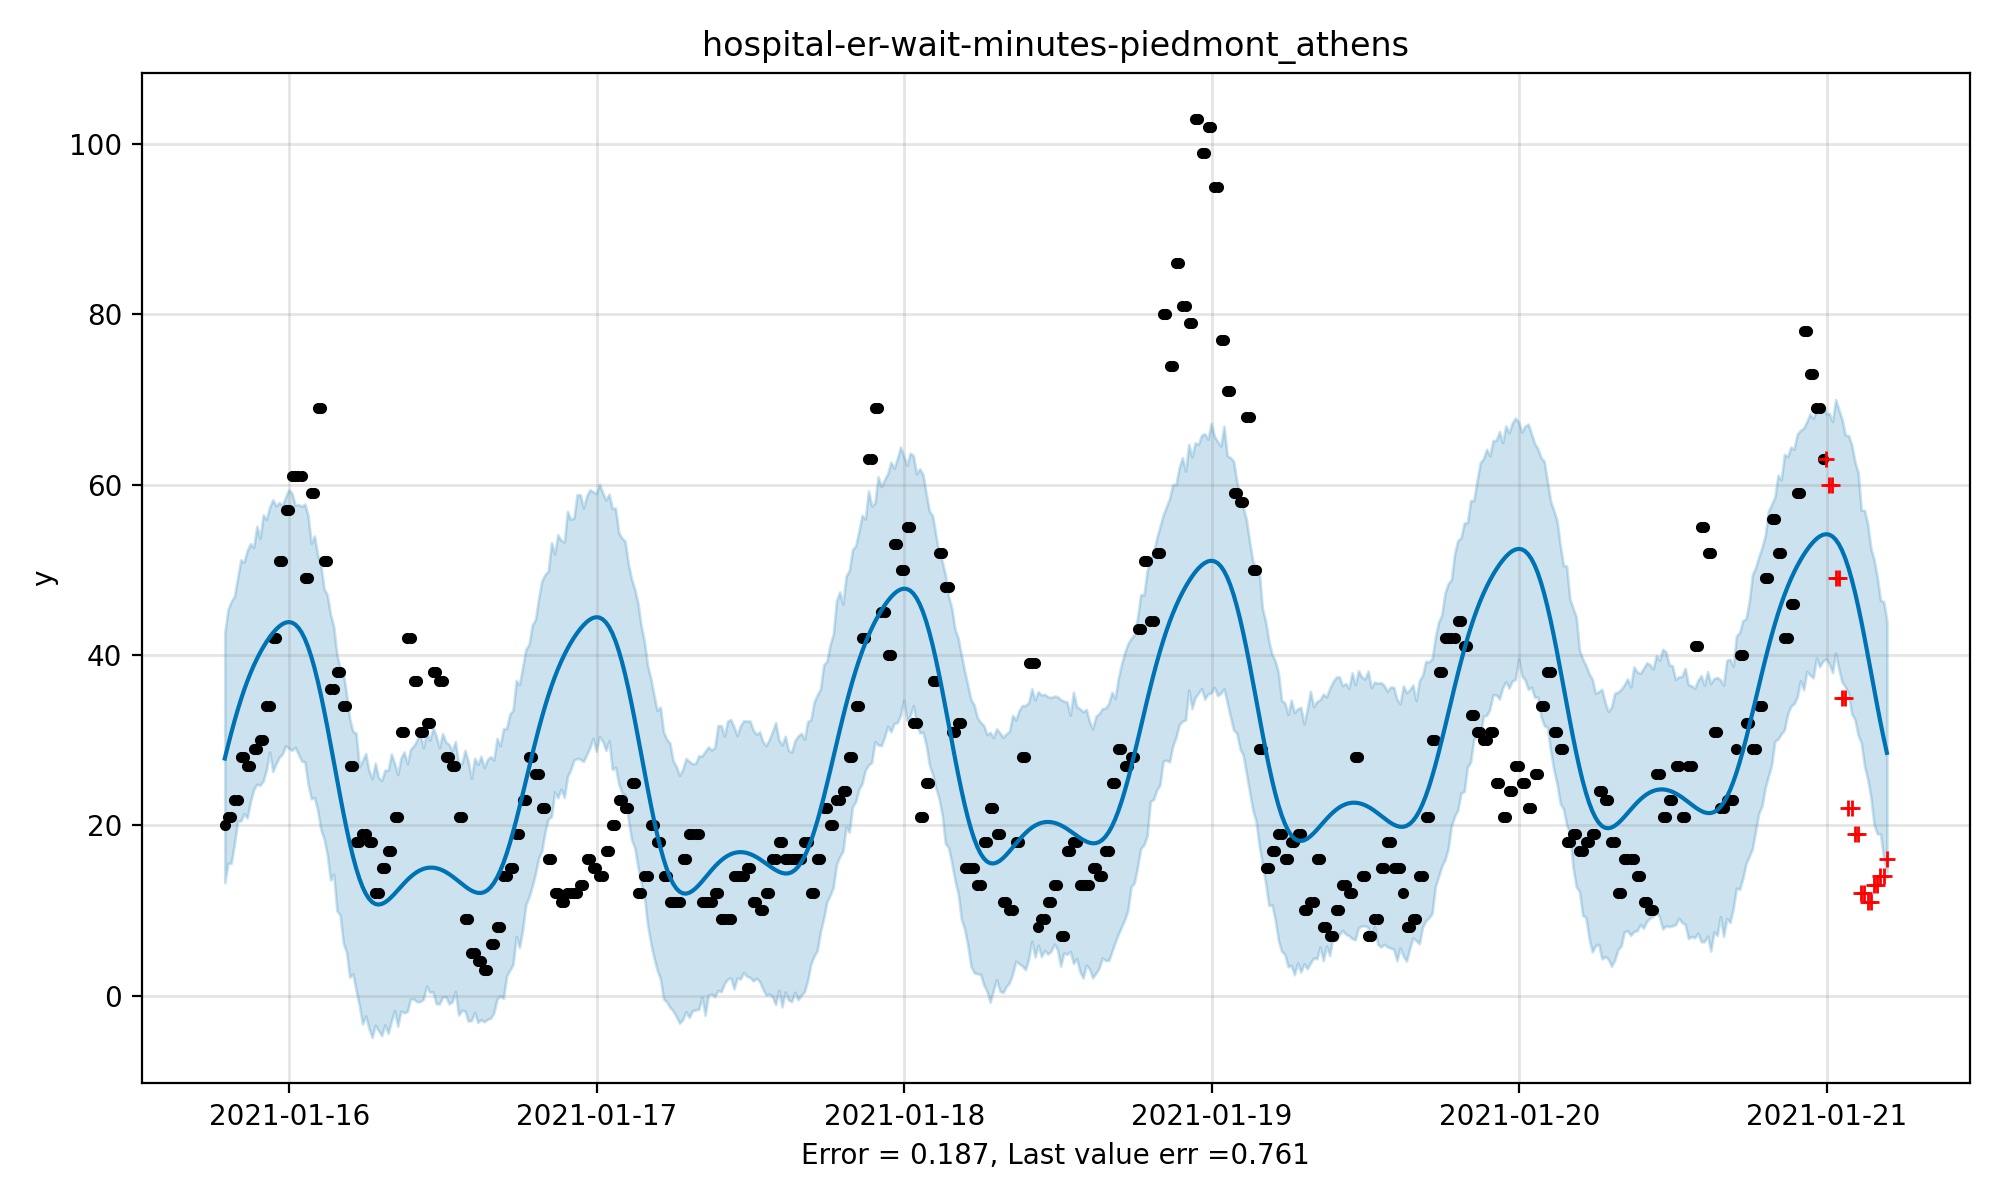 hospital-er-wait-minutes-piedmont_athens
100
80
60
40
20
0
y
2021-01-16 2021-01-17 2021-01-18 2021-01-19 2021-01-20 2021-01-21
Error = 0.187, Last value err =0.761